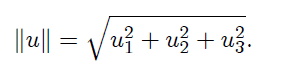 ‖u‖ = √(u₁² + u₂² + u₃²).